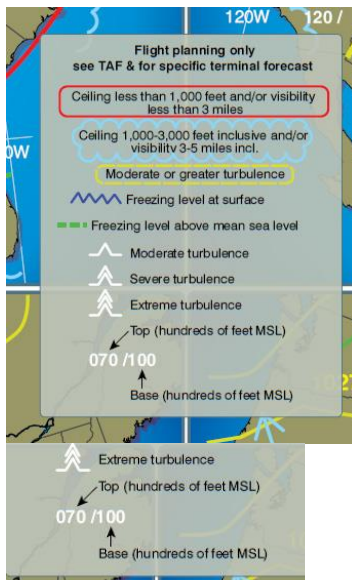 120W 120 /
Flight planning only
see TAF & for specific terminal forecast
Ceiling less than 1,000 feet and/or visibility
less than 3 miles
Ceiling 1,000-3,000 feet inclusive and/or
visibility 3-5 miles incl.
0W
Moderate or greater turbulence
Freezing level at surface
Freezing level above mean sea level
Moderate turbulence
Severe turbulence
Extreme turbulence
Top (hundreds of feet MSL)
070 /100
Base (hundreds of feet MSL)
Extreme turbulence
Top (hundreds of feet MSL)
070 /100
Base (hundreds of feet MSL)